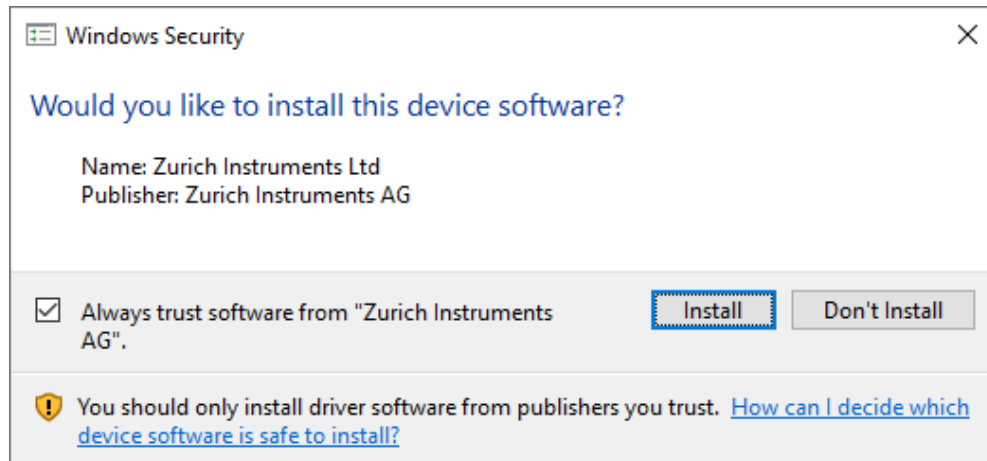 Windows Security
Would you like to install this device software?
Name: Zurich Instruments Ltd
Publisher: Zurich Instruments AG
Always trust software from "Zurich Instruments
AG".
Install
Don't Install
You should only install driver software from publishers you trust. How can I decide which
device software is safe to install?